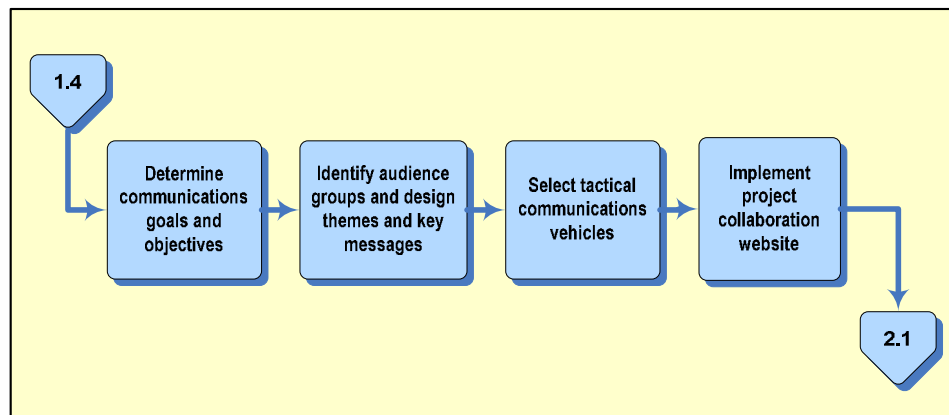 1.4
Determine
communications
goals and
objectives
Identify audience
groups and design
themes and key
messages
Select tactical
communications
vehicles
Implement
project
collaboration
website
2.1